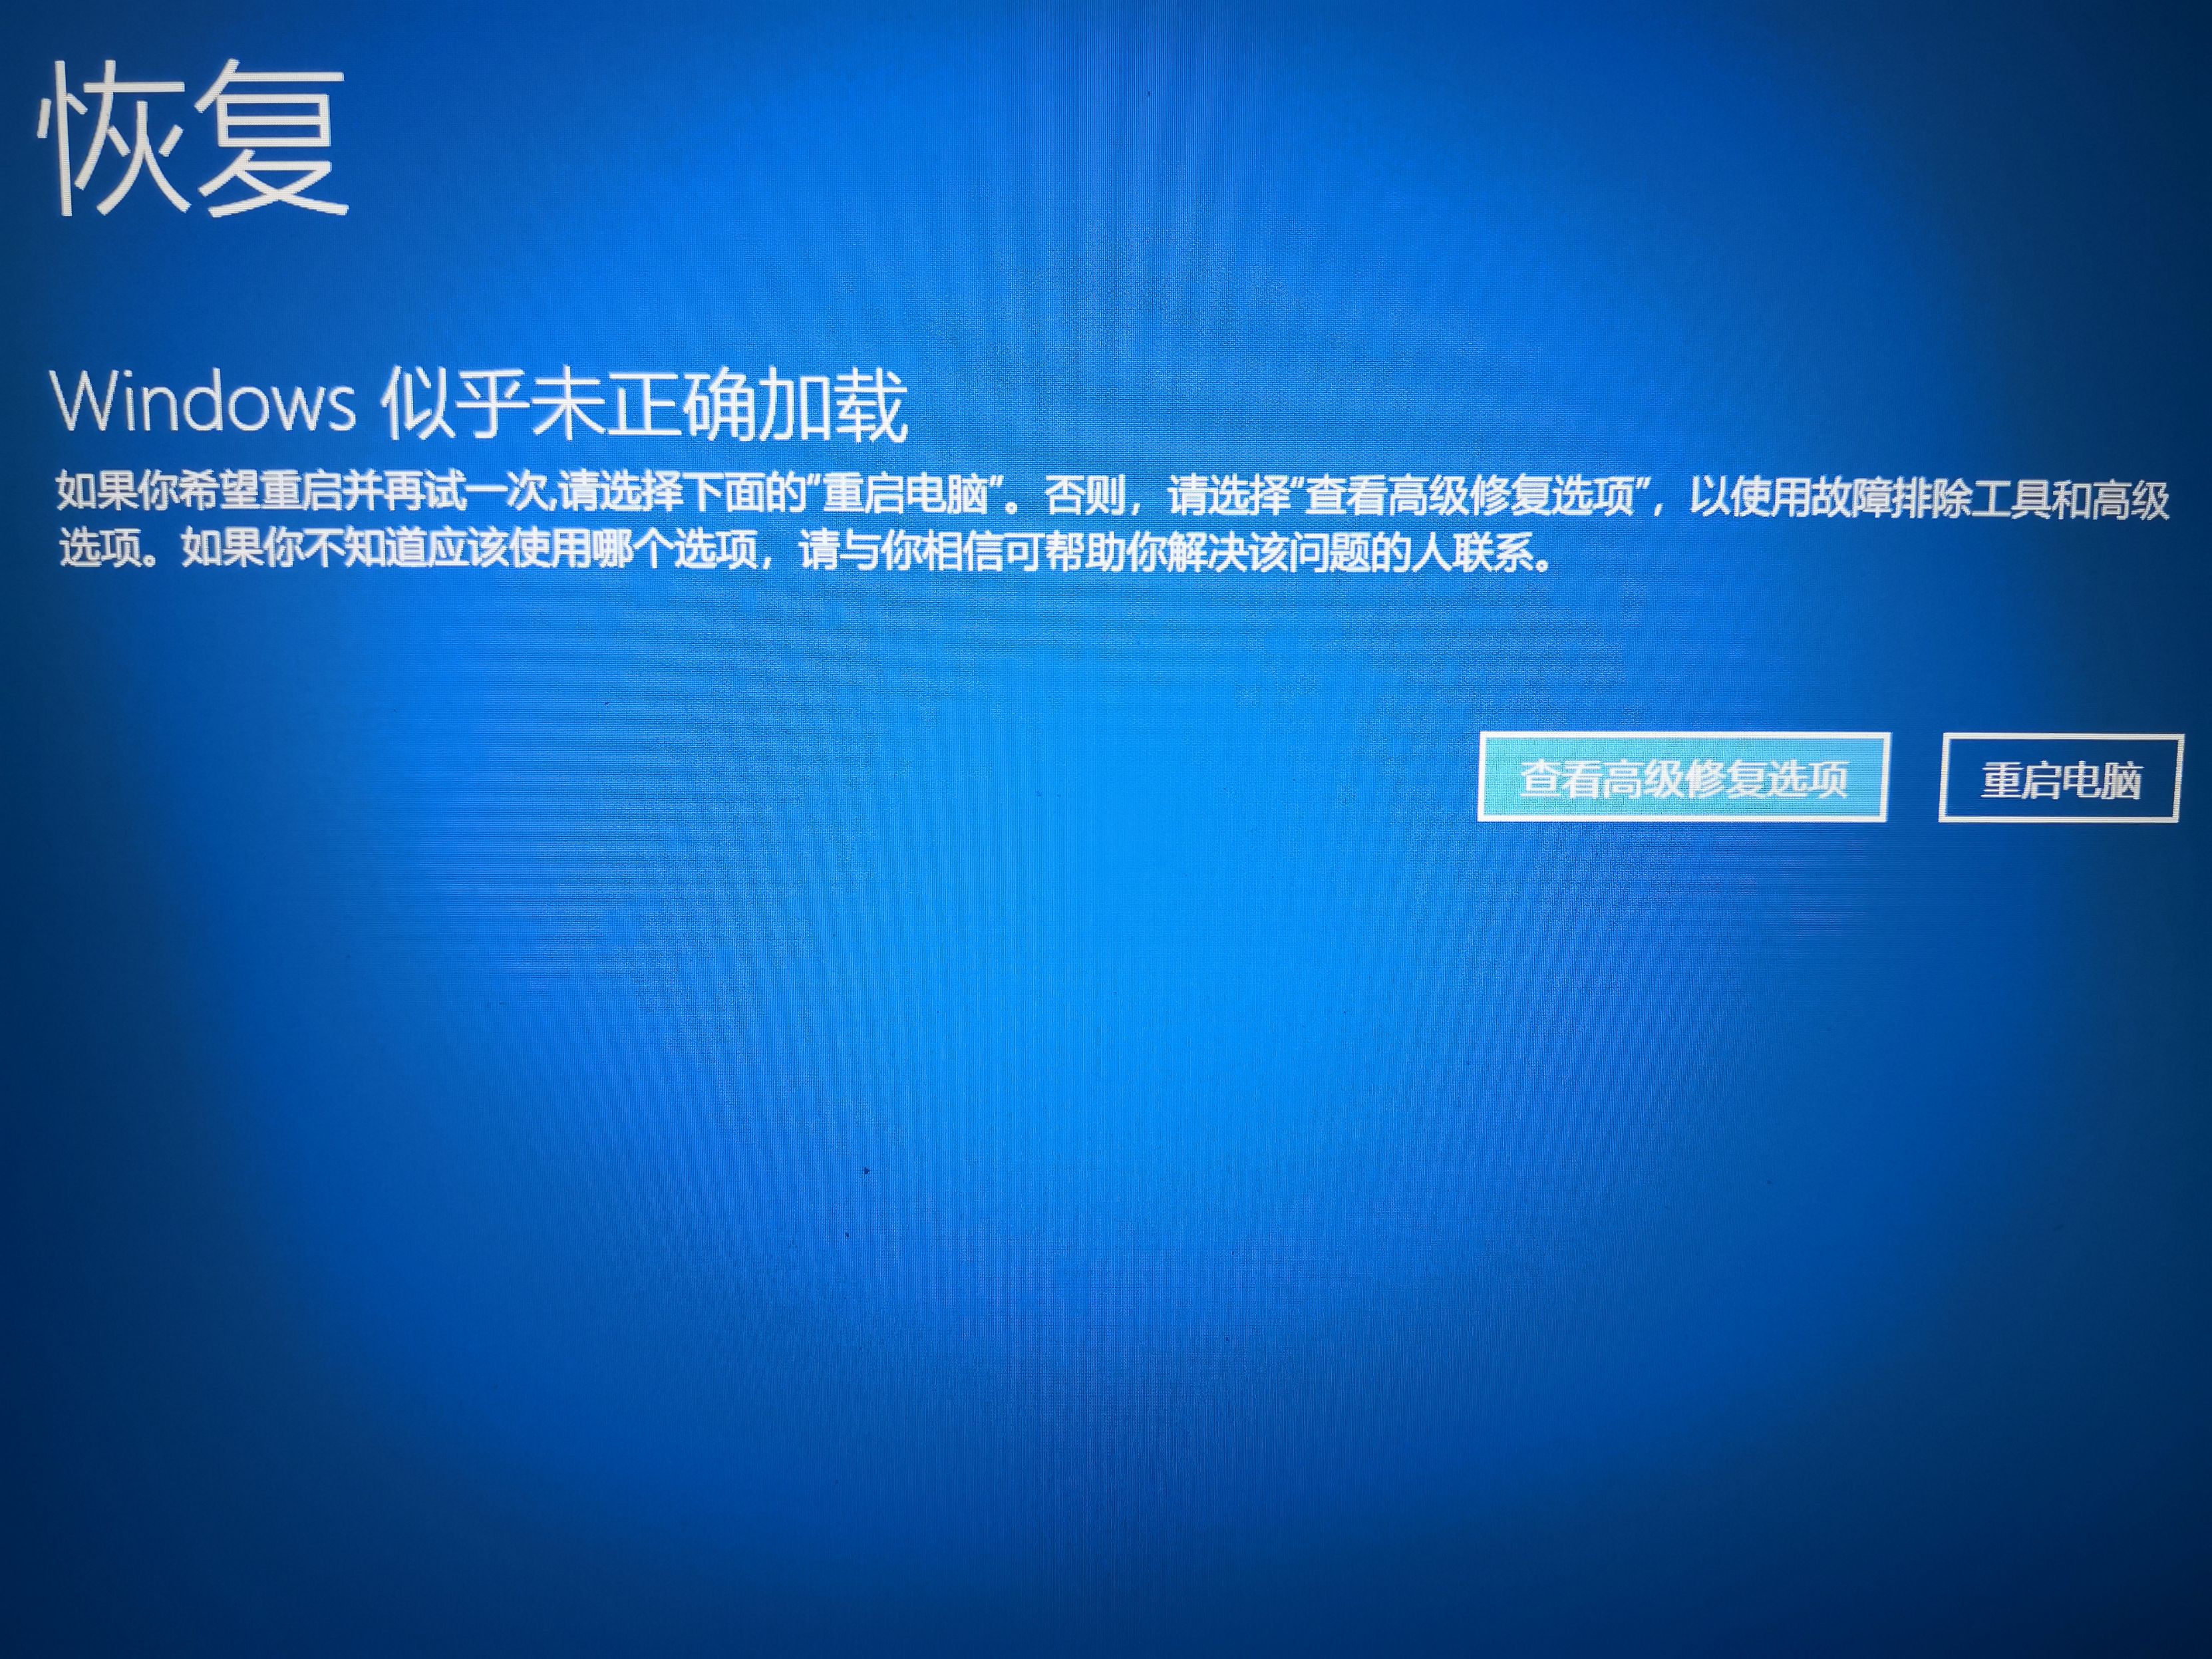 恢复
Windows 似乎未正确加载
如果你希望重启并再试一次,请选择下面的"重启电脑"。否则，请选择"查看高级修复选项"，以使用故障排除工具和高级
选项。如果你不知道应该使用哪个选项，请与你相信可帮助你解决该问题的人联系。
查看高级修复选项
重启电脑